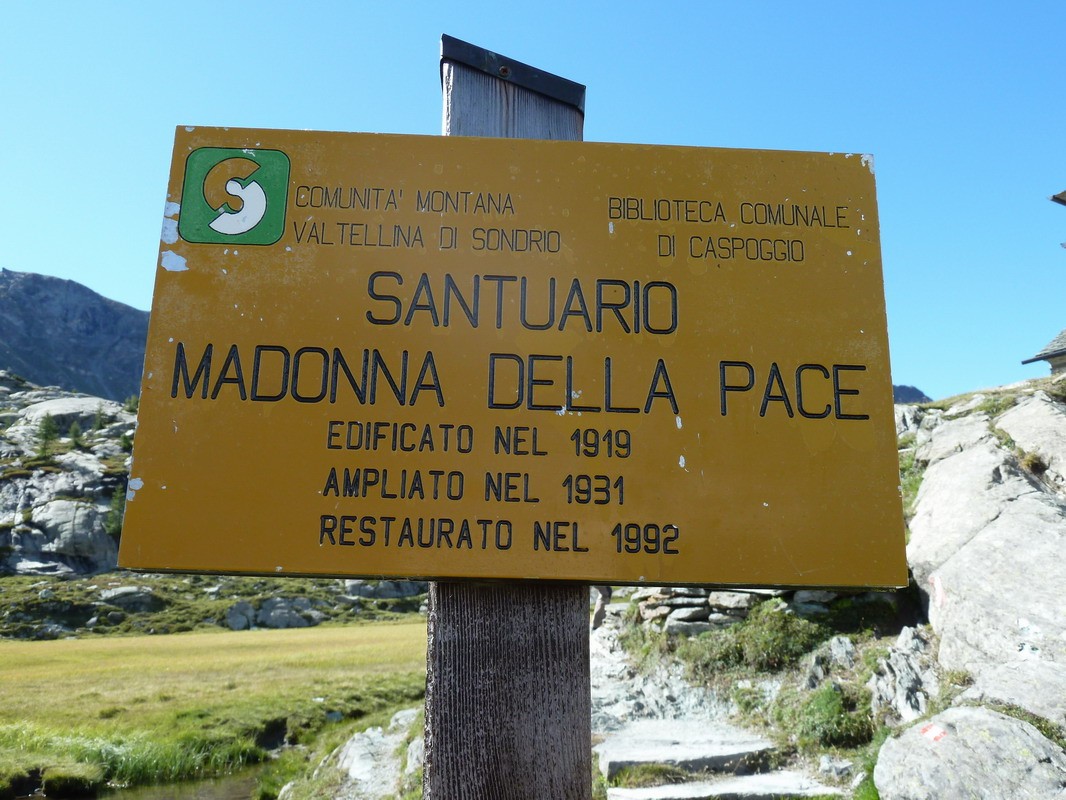 COMUNITA' MONTANA
VALTELLINA DI SONDRIO
BIBLIOTECA COMUNALE
DI CASPOGGIO
SANTUARIO
MADONNA DELLA PACE
EDIFICATO NEL 1919
AMPLIATO NEL 1931
RESTAURATO NEL 1992